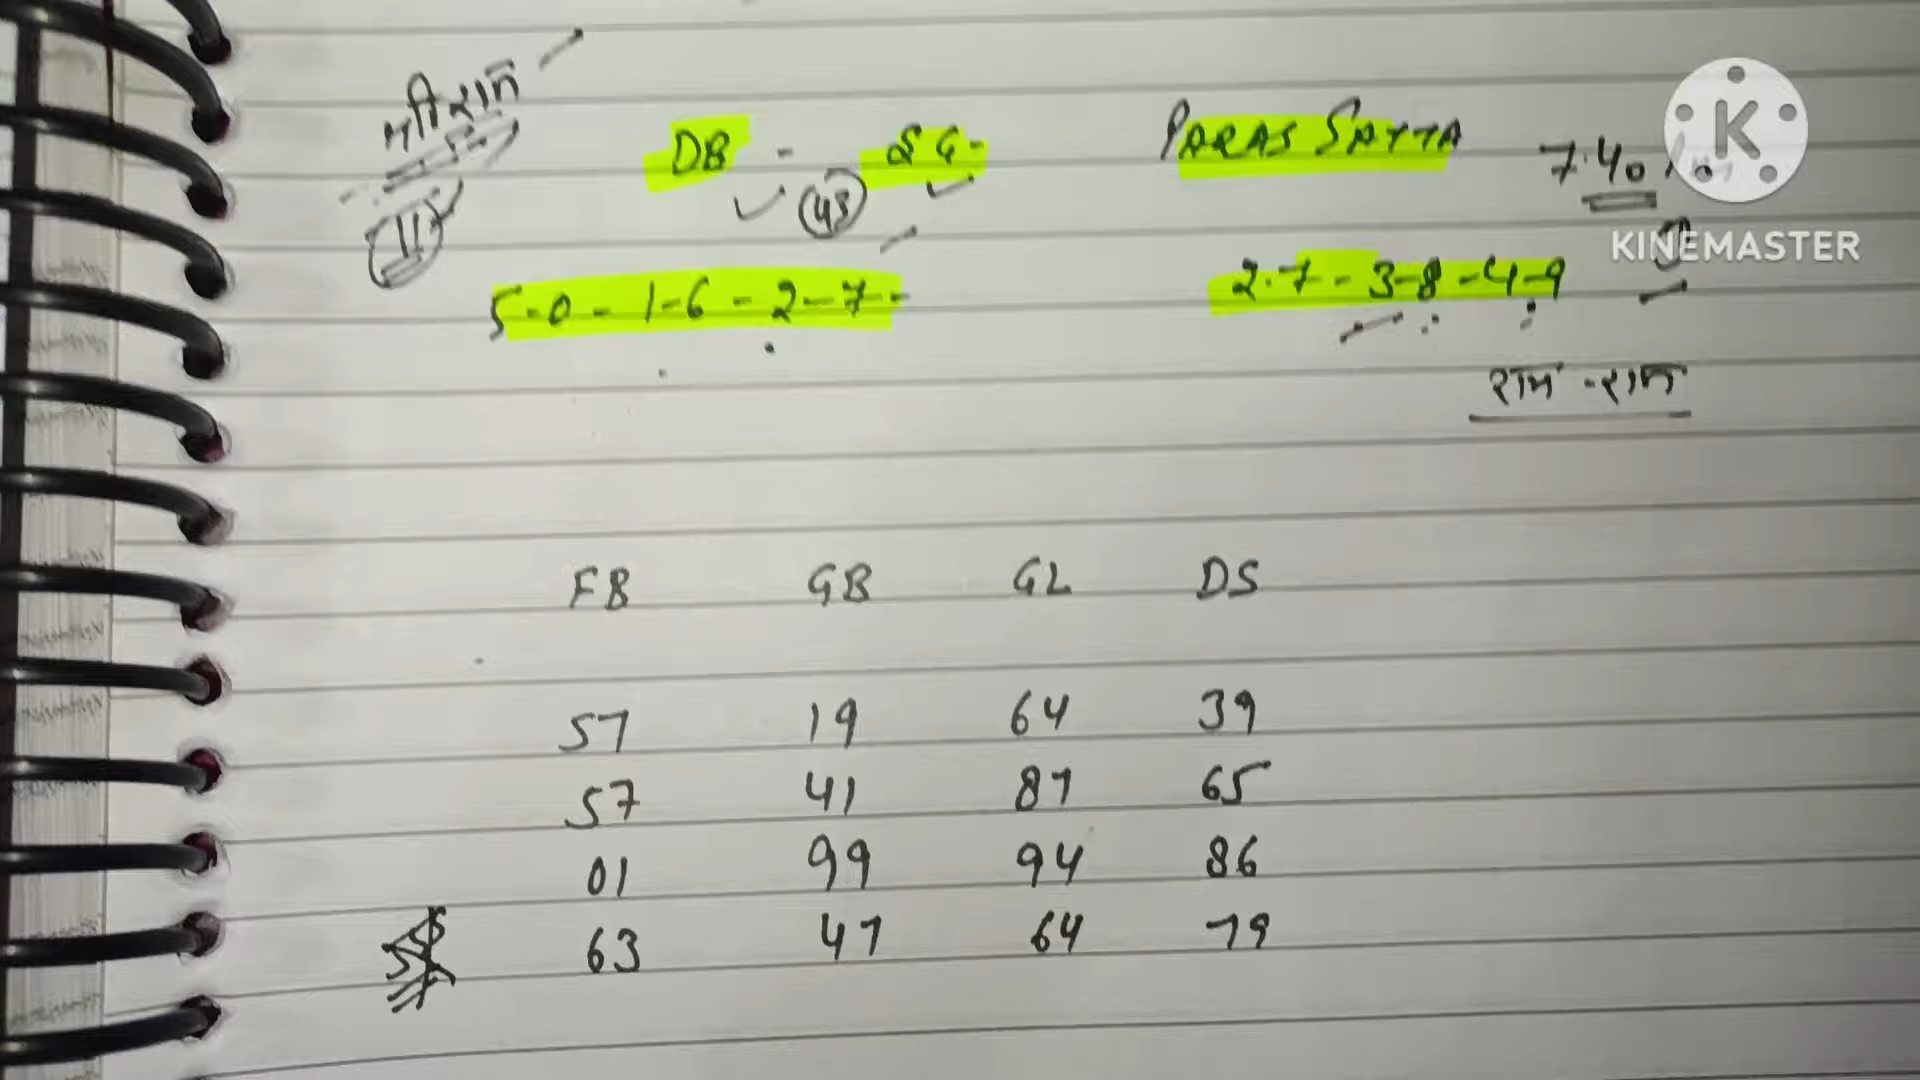 DB - SG- PARAS SATTA 7.40
43
11
5-0-1-6-2-7-
2.7-3-8-4-9
राम-राम
FB GB GL DS
57 19 64 39
57 41 87 65
01 99 94 86
63 47 64 79
K
KINEMASTER